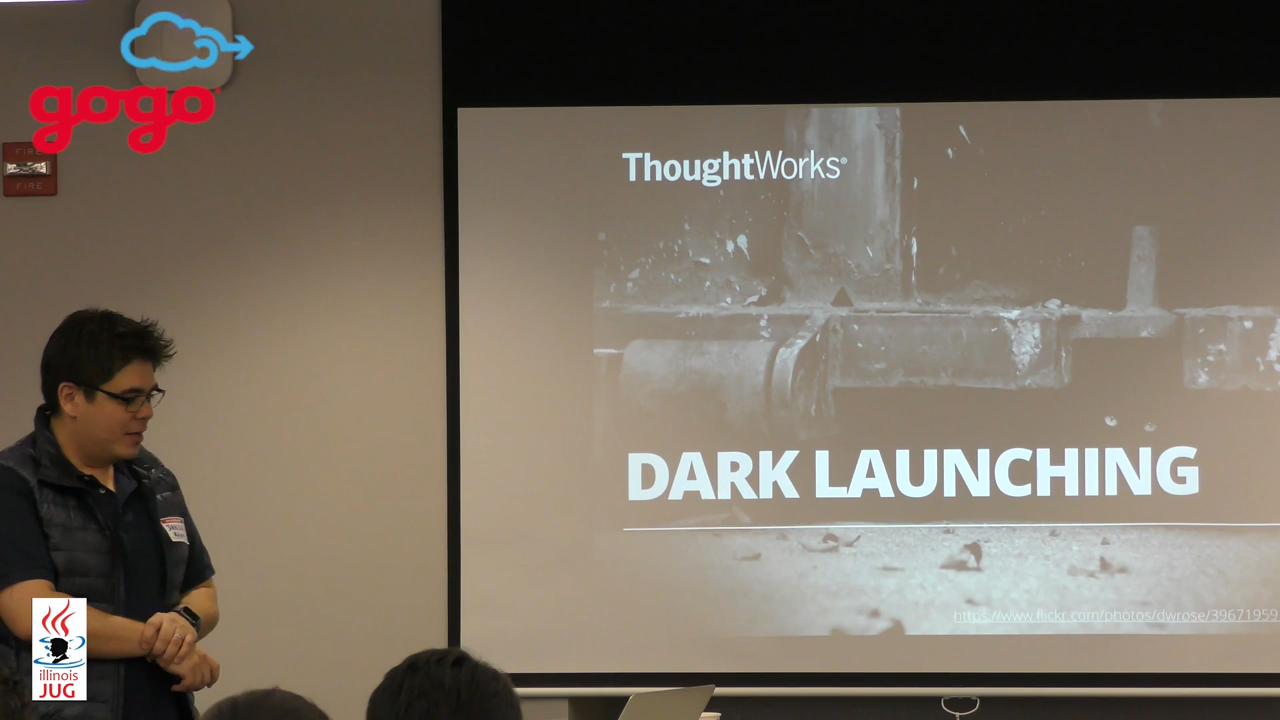 gogo
FIRE
FIRE
ThoughtWorks®
DARK LAUNCHING
https://www.flickr.com/photos/dwrose/39671959
illinois
JUG